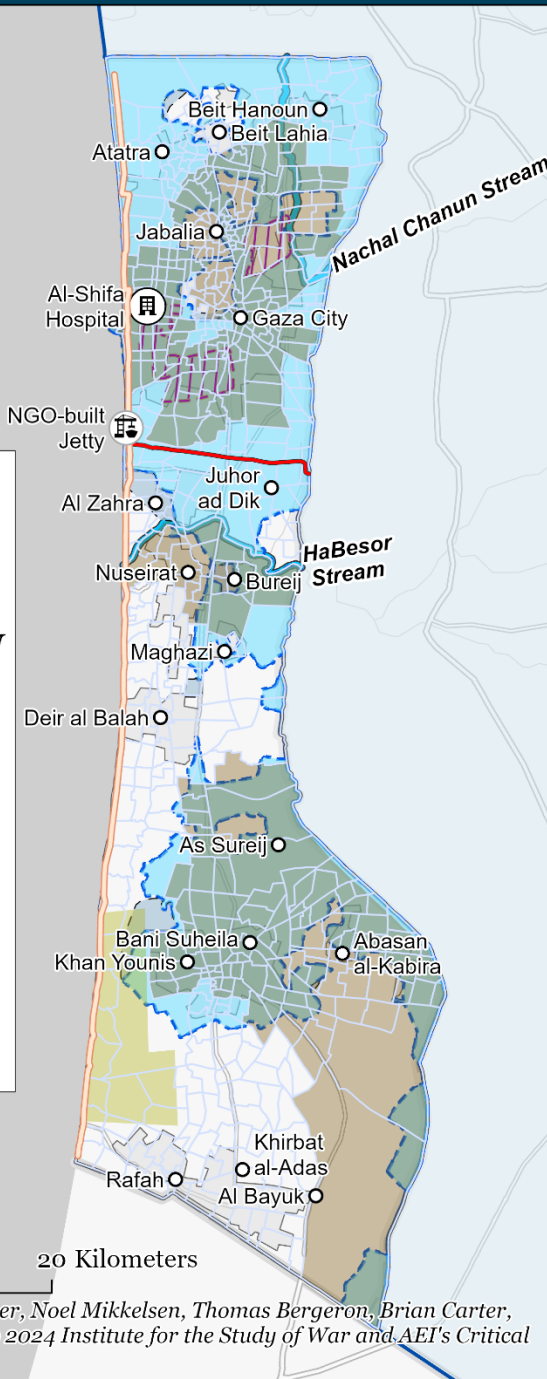 Beit Hanoun
Beit Lahia
Atatra
Nachal Chanun Stream
Jabalia
Al-Shifa
Hospital
Gaza City
NGO-built
Jetty
Juhor
ad Dik
Al Zahra
HaBesor
Stream
Nuseirat
Bureij
Maghazi
Deir al Balah
As Sureij
Bani Suheila
Abasan
al-Kabira
Khan Younis
Khirbat
al-Adas
Rafah
Al Bayuk
20 Kilometers
Noel Mikkelsen, Thomas Bergeron, Brian Carter,
2024 Institute for the Study of War and AEI's Critical